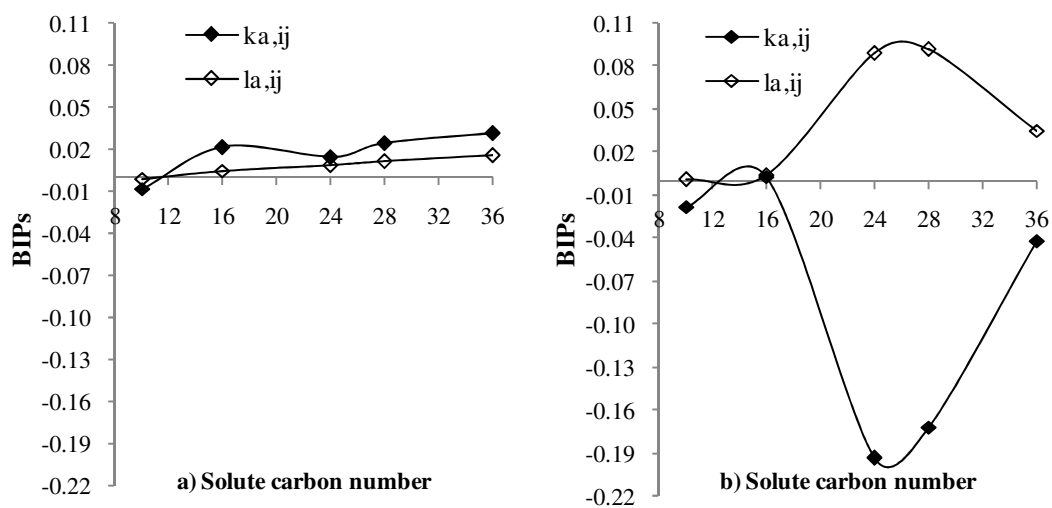 0.11
0.08
0.05
0.02
-0.01
-0.04
-0.07
-0.10
-0.13
-0.16
-0.19
-0.22
BIPs
ka,ij
la,ij
8 12 16 20 24 28 32 36
a) Solute carbon number
0.11
0.08
0.05
0.02
-0.01
-0.04
-0.07
-0.10
-0.13
-0.16
-0.19
-0.22
BIPs
ka,ij
la,ij
8 12 16 20 24 28 32 36
b) Solute carbon number